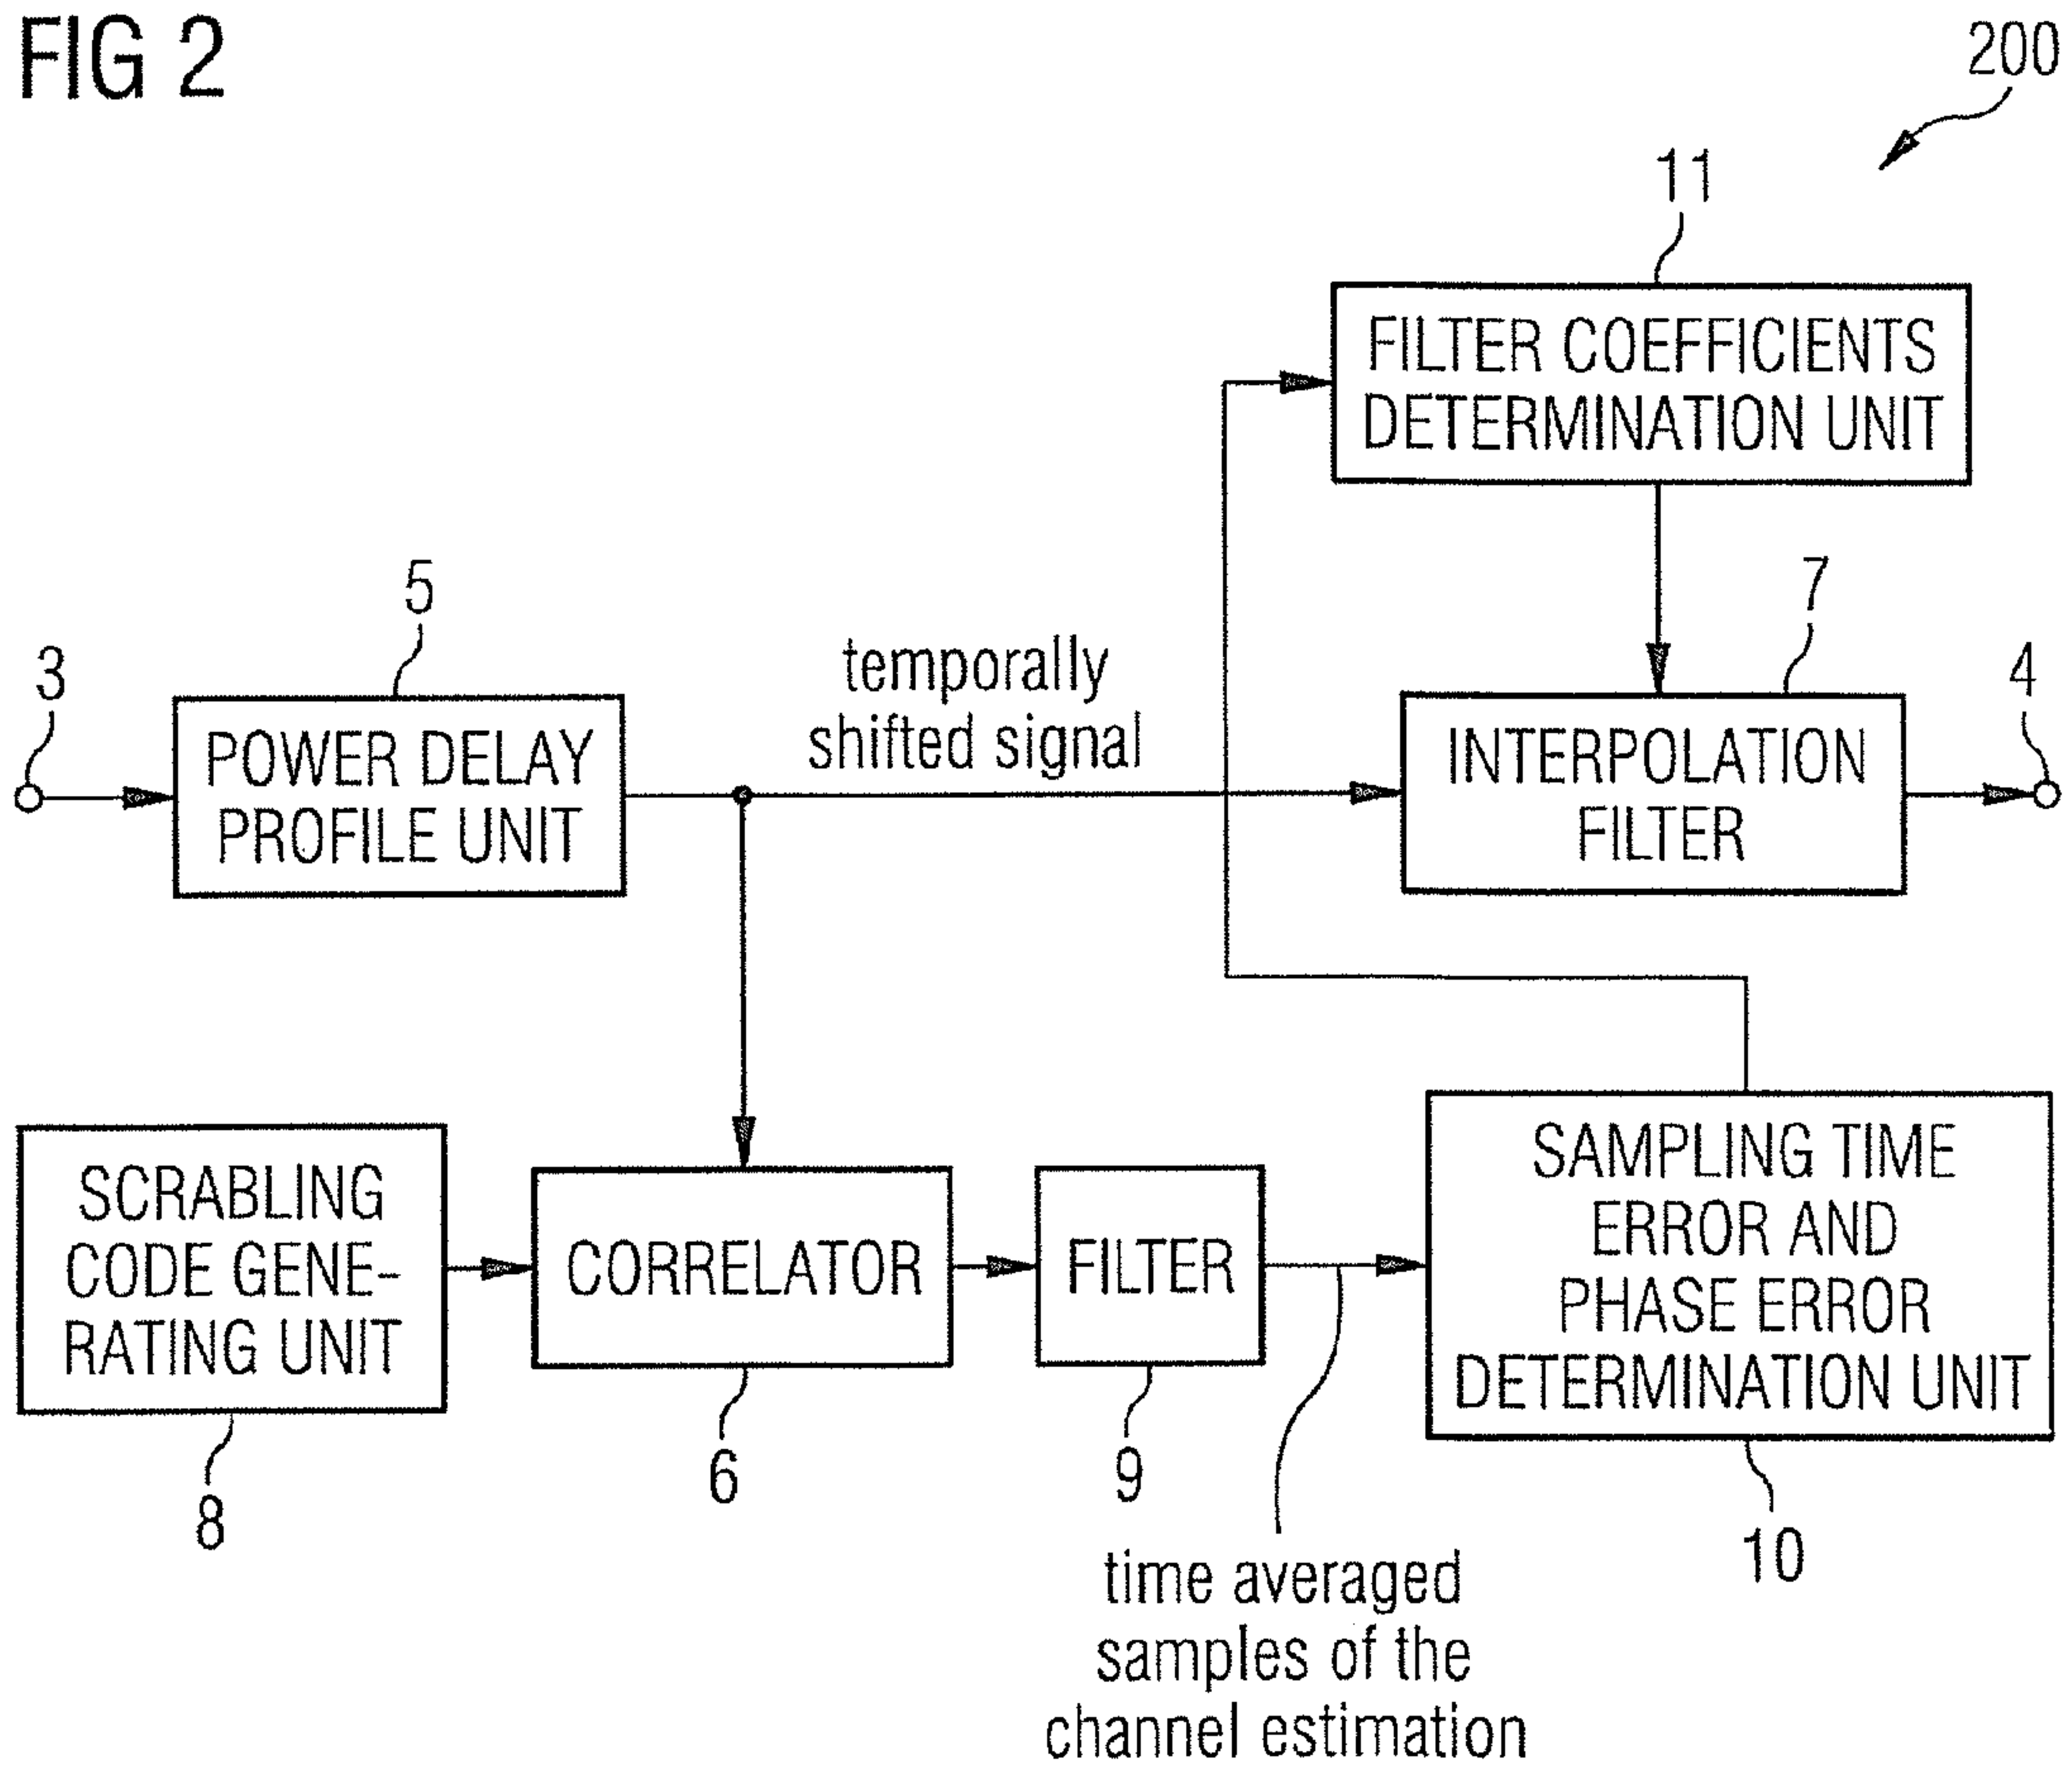 FIG 2
200
11
FILTER COEFFICIENTS
DETERMINATION UNIT
5
7
3
temporally
shifted signal
4
POWER DELAY
PROFILE UNIT
INTERPOLATION
FILTER
SCRABLING
CODE GENE-
RATING UNIT
CORRELATOR
FILTER
SAMPLING TIME
ERROR AND
PHASE ERROR
DETERMINATION UNIT
8
6
9
10
time averaged
samples of the
channel estimation